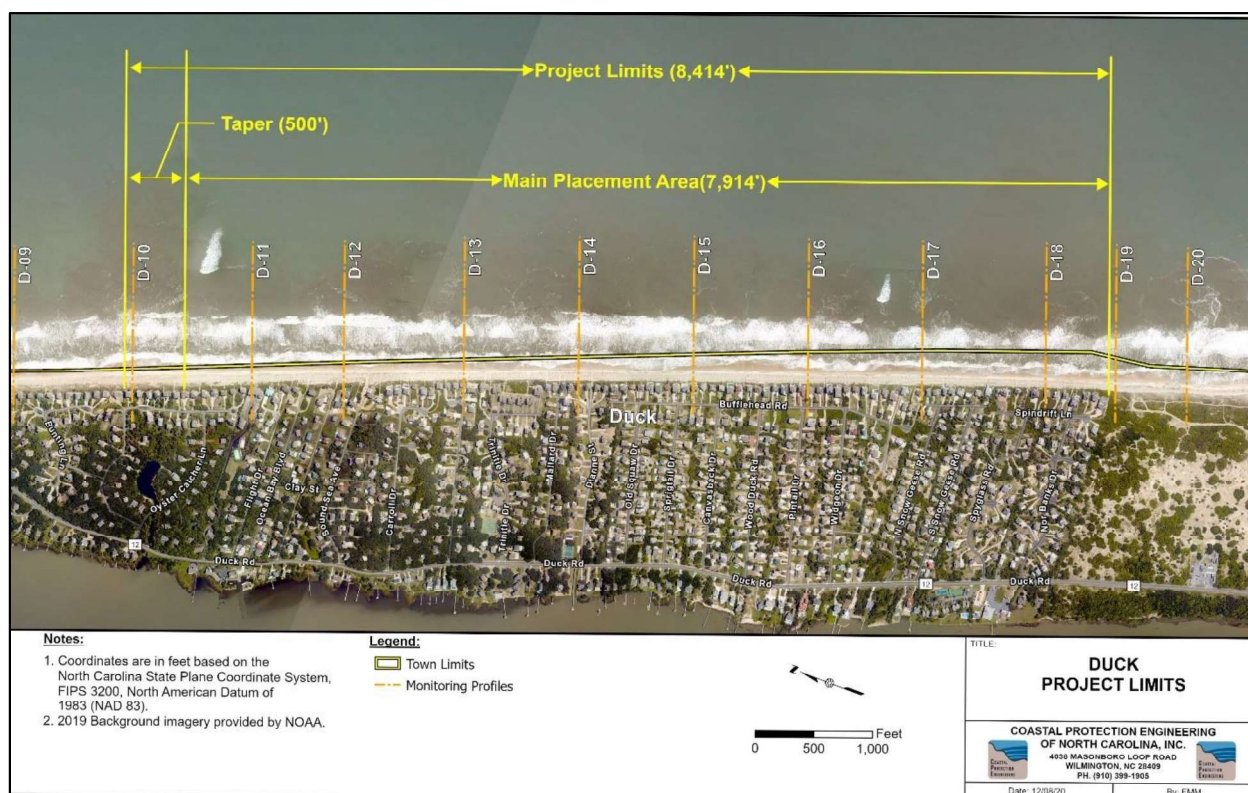 Project Limits (8,414')
Taper (500')
Main Placement Area(7,914')
D-09
D-10
D-11
D-12
D-13
D-14
D-15
D-16
D-17
D-18
D-19
D-20
Duck
Bufflehead Rd
Spindrift Ln
Oyster Catcher Ln
Flight Dr
Ocean Bay Blvd
Clay St
Sound Sea Ave
Carroll Dr
Trinitie Dr
Trinitie Dr
Mallard Dr
Old Squaw Dr
Sprigtail Dr
Canvasback Dr
Wood Duck Rd
Pintail Ln
Widgeon Dr
N Snow Geese Rd
S Snow Geese Rd
Spyglass Rd
Nor Banks Dr
12
Duck Rd
Duck Rd
Duck Rd
12
Duck Rd
12
Notes:
1. Coordinates are in feet based on the
North Carolina State Plane Coordinate System,
FIPS 3200, North American Datum of
1983 (NAD 83).
2. 2019 Background imagery provided by NOAA.
Legend:
Town Limits
Monitoring Profiles
N
Feet
0 500 1,000
TITLE:
DUCK
PROJECT LIMITS
COASTAL PROTECTION ENGINEERING
OF NORTH CAROLINA, INC.
4038 MASONBORO LOOP ROAD
WILMINGTON, NC 28409
PH. (910) 399-1905
COASTAL
PROTECTION
ENGINEERING
COASTAL
PROTECTION
ENGINEERING
Date: 12/08/20
By: EMM